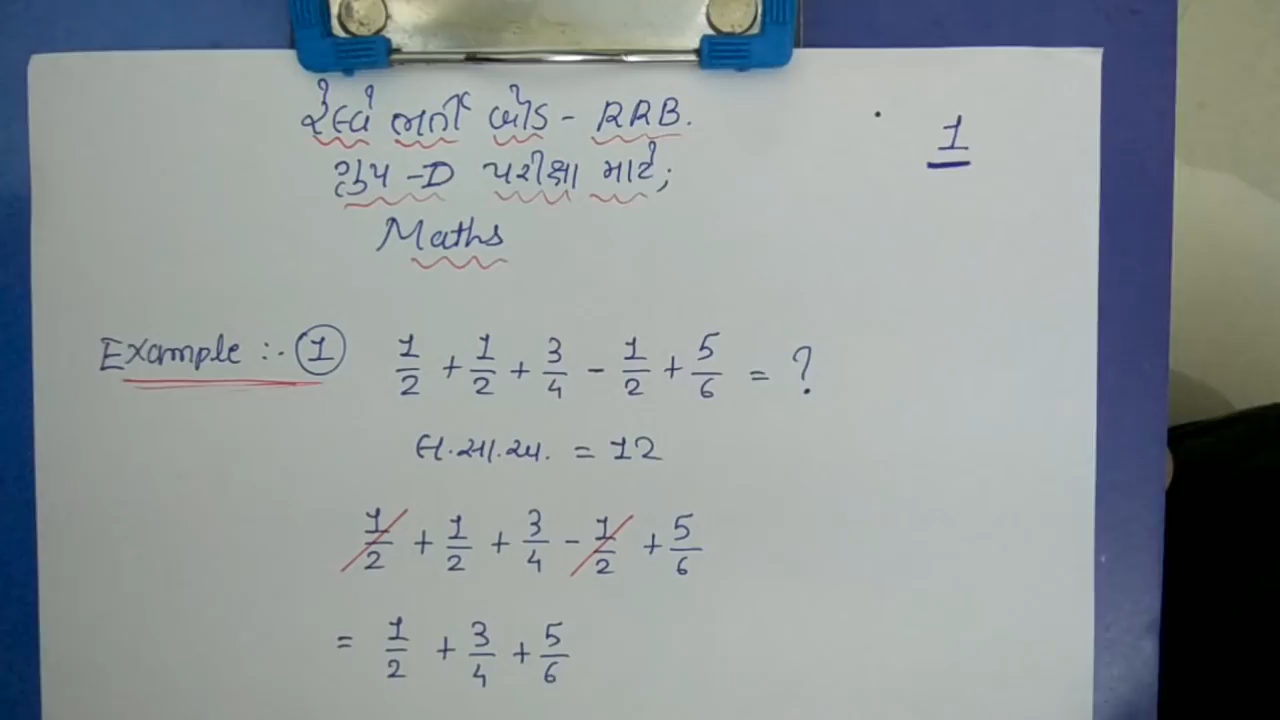 રેલ્વે ભરતી બોર્ડ - RRB.
1
ગ્રુપ -D પરીક્ષા માટે;
Maths
Example :- ① 1/2 + 1/2 + 3/4 - 1/2 + 5/6 = ?
લ.સા.અ. = 12
1/2 + 1/2 + 3/4 - 1/2 + 5/6
= 1/2 + 3/4 + 5/6